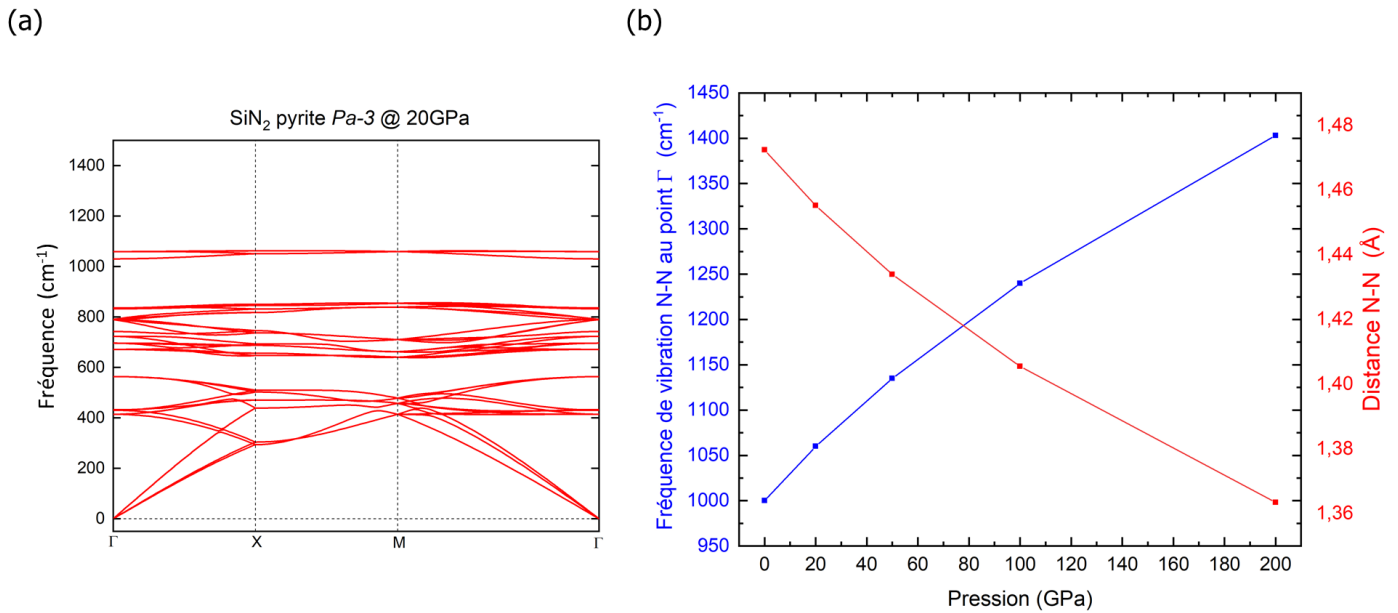 (a)
(b)
SiN2 pyrite Pa-3 @ 20GPa
Fréquence (cm-1)
1400
1200
1000
800
600
400
200
0
Γ X M Γ
Fréquence de vibration N-N au point Γ (cm-1)
1450
1400
1350
1300
1250
1200
1150
1100
1050
1000
950
0 20 40 60 80 100 120 140 160 180 200
Pression (GPa)
1,48
1,46
1,44
1,42
1,40
1,38
1,36
Distance N-N (Å)